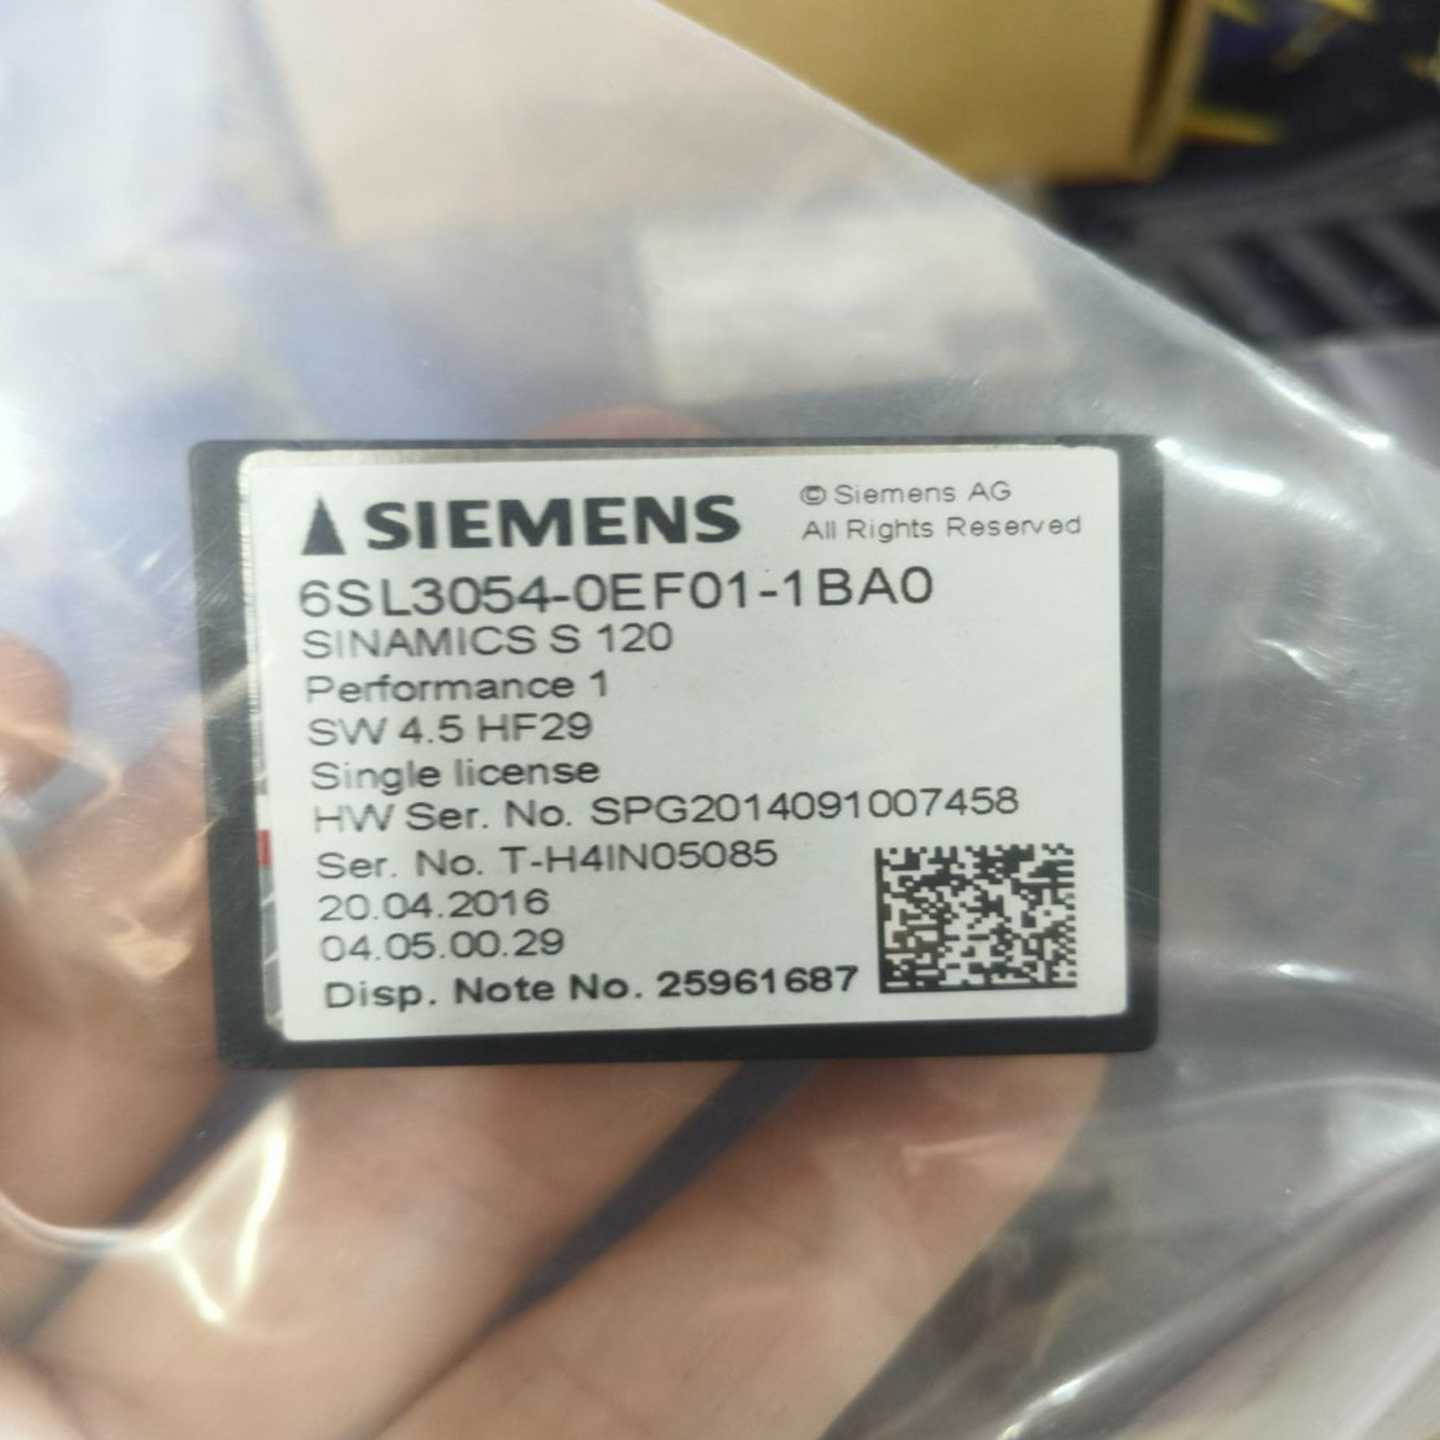 SIEMENS
© Siemens AG
All Rights Reserved
6SL3054-0EF01-1BA0
SINAMICS S 120
Performance 1
SW 4.5 HF29
Single license
HW Ser. No. SPG2014091007458
Ser. No. T-H4IN05085
20.04.2016
04.05.00.29
Disp. Note No. 25961687